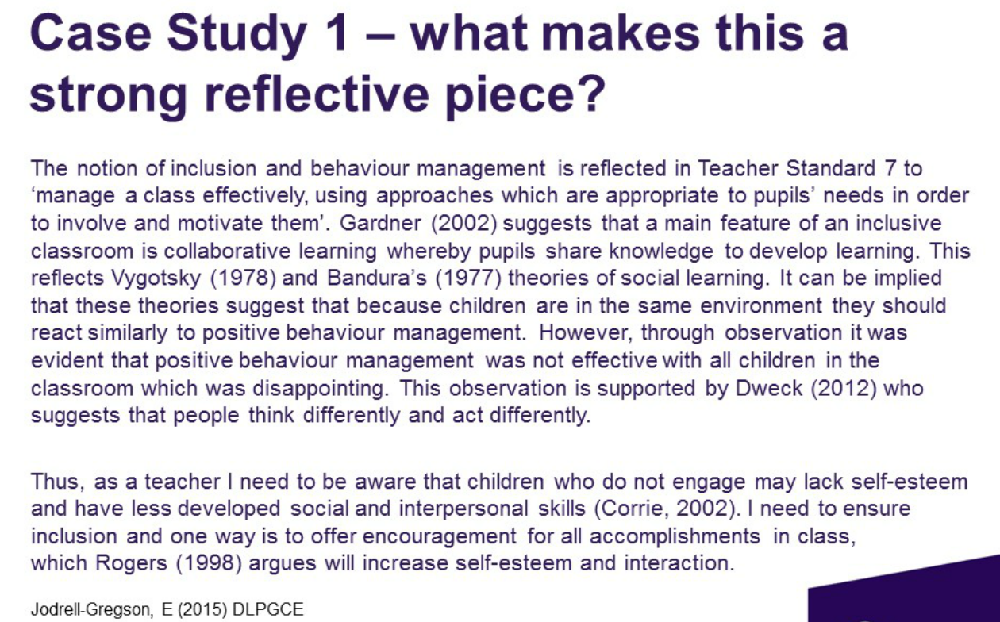 Case Study 1 – what makes this a
strong reflective piece?
The notion of inclusion and behaviour management is reflected in Teacher Standard 7 to
‘manage a class effectively, using approaches which are appropriate to pupils’ needs in order
to involve and motivate them’. Gardner (2002) suggests that a main feature of an inclusive
classroom is collaborative learning whereby pupils share knowledge to develop learning. This
reflects Vygotsky (1978) and Bandura’s (1977) theories of social learning. It can be implied
that these theories suggest that because children are in the same environment they should
react similarly to positive behaviour management. However, through observation it was
evident that positive behaviour management was not effective with all children in the
classroom which was disappointing. This observation is supported by Dweck (2012) who
suggests that people think differently and act differently.
Thus, as a teacher I need to be aware that children who do not engage may lack self-esteem
and have less developed social and interpersonal skills (Corrie, 2002). I need to ensure
inclusion and one way is to offer encouragement for all accomplishments in class,
which Rogers (1998) argues will increase self-esteem and interaction.
Jodrell-Gregson, E (2015) DLPGCE